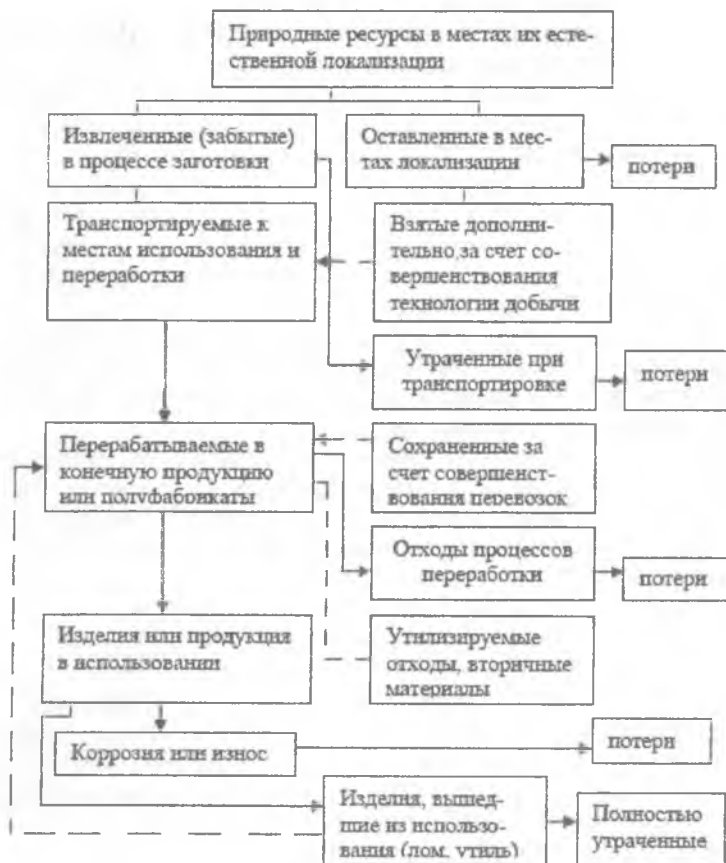 Природные ресурсы в местах их есте-
ственной локализации
Извлеченные (забытые)
в процессе заготовки
Оставленные в мес-
тах локализации
потери
Транспортируемые к
местам использования и
переработки
Взятые дополни-
тельно,за счет со-
вершенствования
технологии добычи
Утраченные при
транспортировке
потери
Перерабатываемые в
конечную продукцию
или полуфабрикаты
Сохраненные за
счет совершенст-
вования перевозок
Отходы процессов
переработки
потери
Изделия или продукция
в использовании
Утилизируемые
отходы, вторичные
материалы
Коррозия или износ
потери
Изделия, вышед-
шие из использо-
вания (лом, утиль)
Полностью
утраченные